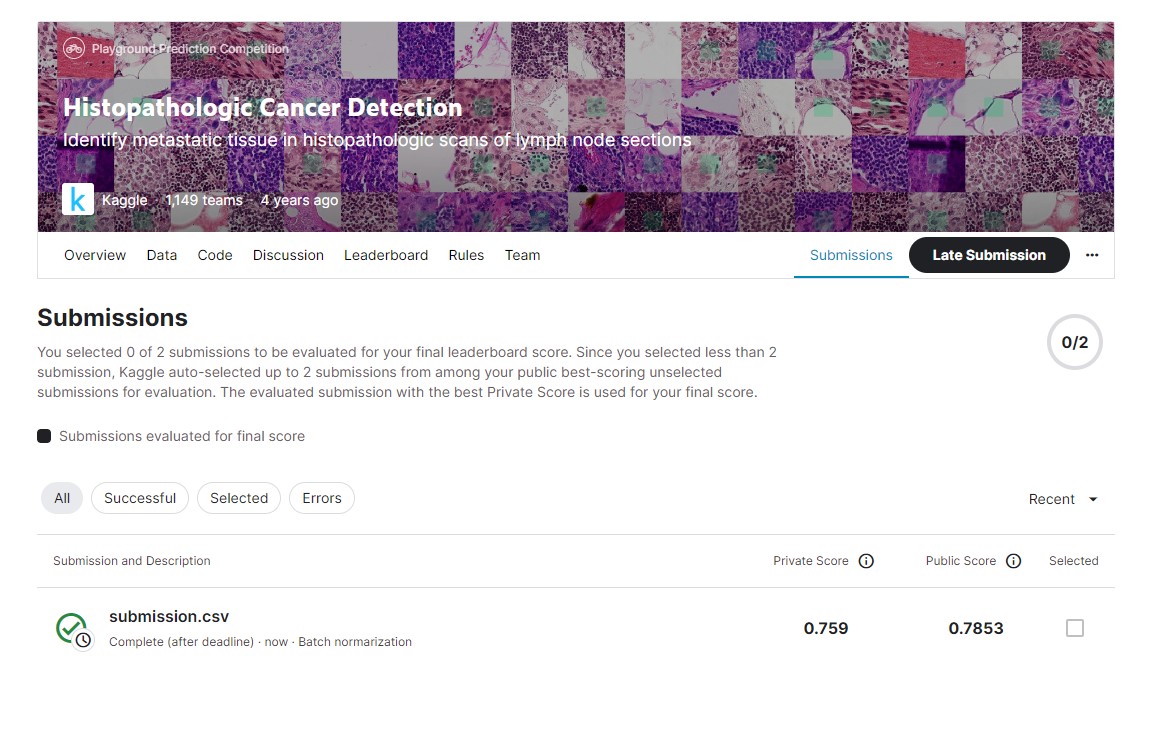 Playground Prediction Competition
Histopathologic Cancer Detection
Identify metastatic tissue in histopathologic scans of lymph node sections
k Kaggle · 1,149 teams · 4 years ago
Overview Data Code Discussion Leaderboard Rules Team Submissions Late Submission ...
Submissions
0/2
You selected 0 of 2 submissions to be evaluated for your final leaderboard score. Since you selected less than 2
submission, Kaggle auto-selected up to 2 submissions from among your public best-scoring unselected
submissions for evaluation. The evaluated submission with the best Private Score is used for your final score.
Submissions evaluated for final score
All Successful Selected Errors Recent
Submission and Description Private Score Public Score Selected
submission.csv
0.759 0.7853
Complete (after deadline) · now · Batch normarization